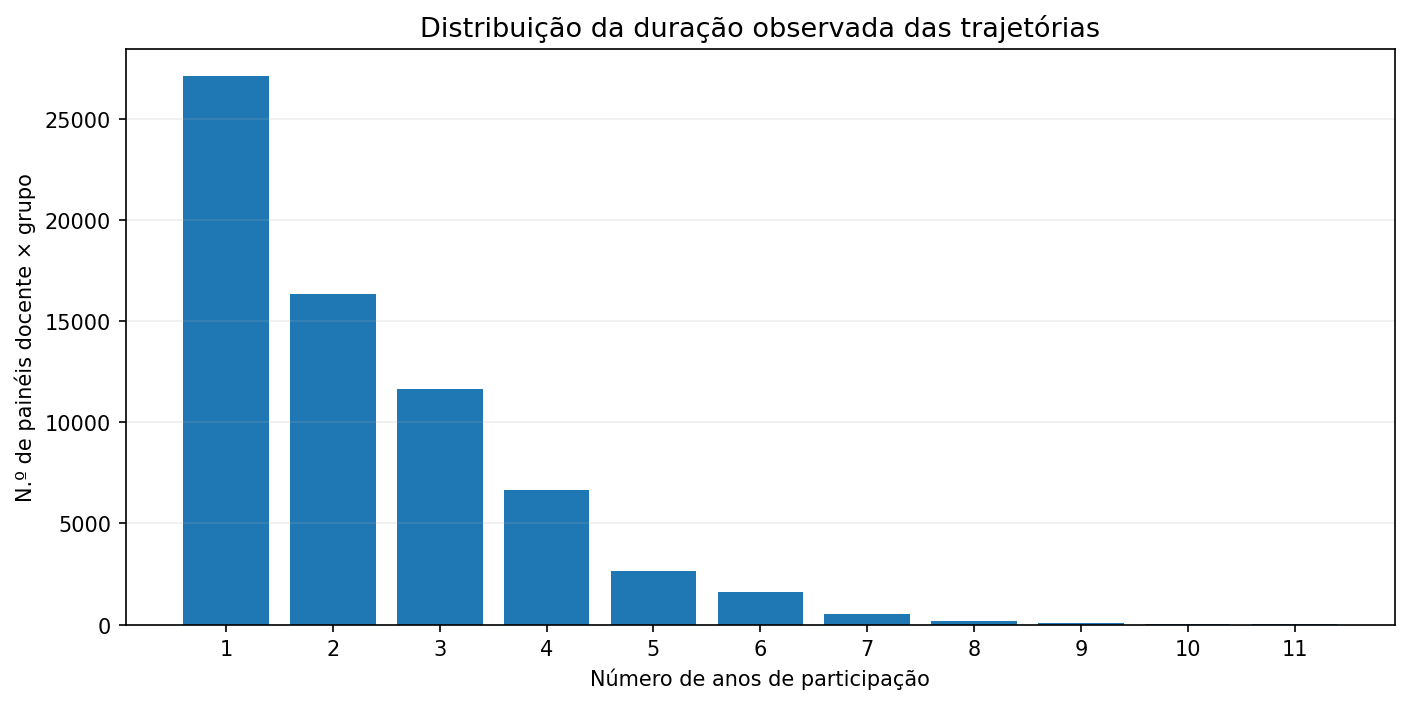 Distribuição da duração observada das trajetórias
N.º de painéis docente × grupo
25000
20000
15000
10000
5000
0
1 2 3 4 5 6 7 8 9 10 11
Número de anos de participação